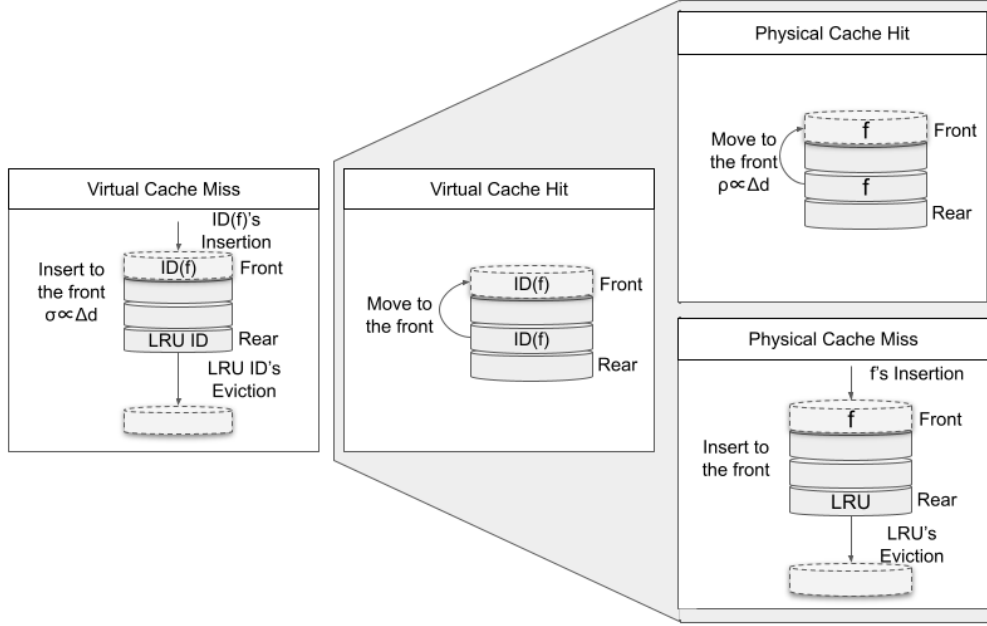 Virtual Cache Miss
ID(f)'s
Insertion
ID(f)
Front
Insert to
the front
σ∝Δd
LRU ID
Rear
LRU ID's
Eviction
Virtual Cache Hit
ID(f)
Front
Move to
the front
ID(f)
Rear
Physical Cache Hit
f
Front
Move to
the front
ρ∝Δd
f
Rear
Physical Cache Miss
f's Insertion
f
Front
Insert to
the front
LRU
Rear
LRU's
Eviction